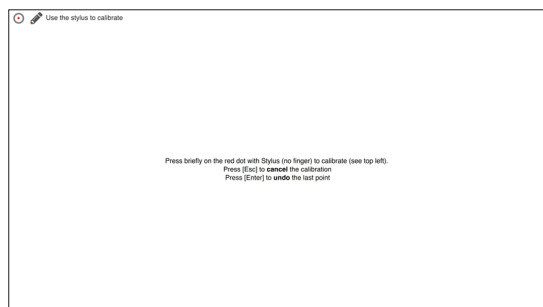 Use the stylus to calibrate
Press briefly on the red dot with Stylus (no finger) to calibrate (see top left).
Press [Esc] to cancel the calibration
Press [Enter] to undo the last point